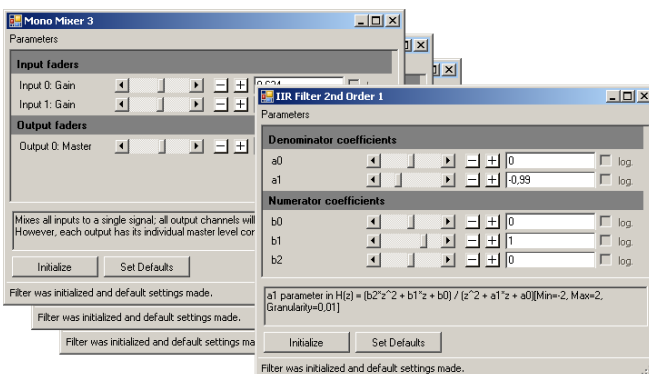 Mono Mixer 3
Parameters
Input faders
Input 0: Gain
Input 1: Gain
Output faders
Output 0: Master
Mixes all inputs to a single signal; all output channels will
However, each output has its individual master level
Initialize Set Defaults
Filter was initialized and default settings made.
Filter was initialized and default settings made.
Filter was initialized and default settings
IIR Filter 2nd Order 1
Parameters
Denominator coefficients
a0 0 log.
a1 -0,99 log.
Numerator coefficients
b0 0 log.
b1 1 log.
b2 0 log.
a1 parameter in H(z) = (b2*z^2 + b1*z + b0) / (z^2 + a1*z + a0)[Min=-2, Max=2,
Granularity=0,01]
Initialize Set Defaults
Filter was initialized and default settings made.